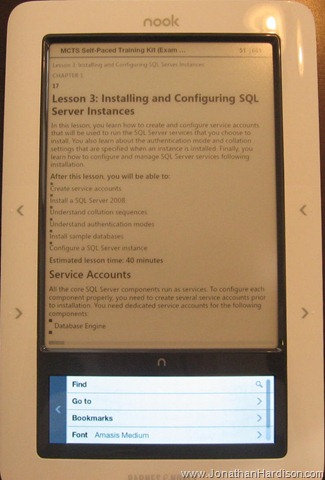 nook
MCTS Self-Paced Training Kit (Exam ...
Lesson 3: Installing and Configuring SQL Server Instances
CHAPTER 1
37
Lesson 3: Installing and Configuring SQL
Server Instances
In this lesson, you learn how to create and configure service accounts
that will be used to run the SQL Server services that you choose to
install. You also learn about the authentication mode and collation
settings that are specified when an instance is installed. Finally, you
learn how to configure and manage SQL Server services following
installation.
After this lesson, you will be able to:
Create service accounts
Install a SQL Server 2008
Understand collation sequences
Understand authentication modes
Install sample databases
Configure a SQL Server instance
Estimated lesson time: 40 minutes
Service Accounts
All the core SQL Server components run as services. To configure each
component properly, you need to create several service accounts prior
to installation. You need dedicated service accounts for the following
components:
Database Engine
n
Find
Go to
Bookmarks
Font Amasis Medium
www.JonathanHardison.com